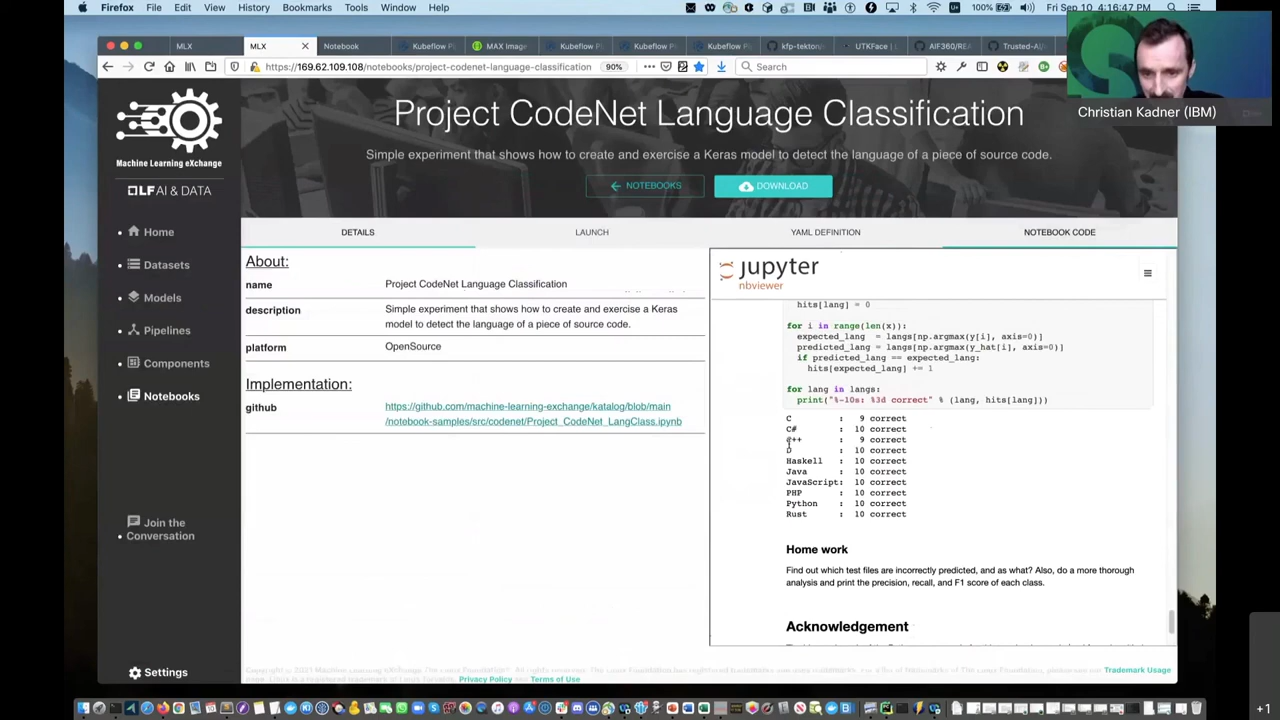 Firefox File Edit View History Bookmarks Tools Window Help 100% Fri Sep 10 4:16:47 PM
MLX MLX Notebook Kubeflow Pi MAX Image Kubeflow Pi Kubeflow Pi Kubeflow Pi kfp-tekton/ UTKFace AIF360/REA Trusted-AI/
https://169.62.109.108/notebooks/project-codenet-language-classification 90% Search
Christian Kadner (IBM)
Project CodeNet Language Classification
Simple experiment that shows how to create and exercise a Keras model to detect the language of a piece of source code.
NOTEBOOKS DOWNLOAD
Machine Learning eXchange
LFAI & DATA
Home
Datasets
Models
Pipelines
Components
Notebooks
Join the
Conversation
Settings
DETAILS LAUNCH YAML DEFINITION NOTEBOOK CODE
About:
name Project CodeNet Language Classification
description Simple experiment that shows how to create and exercise a Keras
model to detect the language of a piece of source code.
platform OpenSource
Implementation:
github https://github.com/machine-learning-exchange/katalog/blob/main
/notebook-samples/src/codenet/Project_CodeNet_LangClass.ipynb
jupyter
nbviewer
hits[lang] = 0
for i in range(len(x)):
expected_lang = langs[np.argmax(y[i], axis=0)]
predicted_lang = langs[np.argmax(y_hat[i], axis=0)]
if predicted_lang == expected_lang:
hits[expected_lang] += 1
for lang in langs:
print("%-10s: %3d correct" % (lang, hits[lang]))
C : 9 correct
C# : 10 correct
C++ : 9 correct
D : 10 correct
Haskell : 10 correct
Java : 10 correct
JavaScript: 10 correct
PHP : 10 correct
Python : 10 correct
Rust : 10 correct
Home work
Find out which test files are incorrectly predicted, and as what? Also, do a more thorough
analysis and print the precision, recall, and F1 score of each class.
Acknowledgement
Trademark Usage
Privacy Policy and Terms of Use
+1